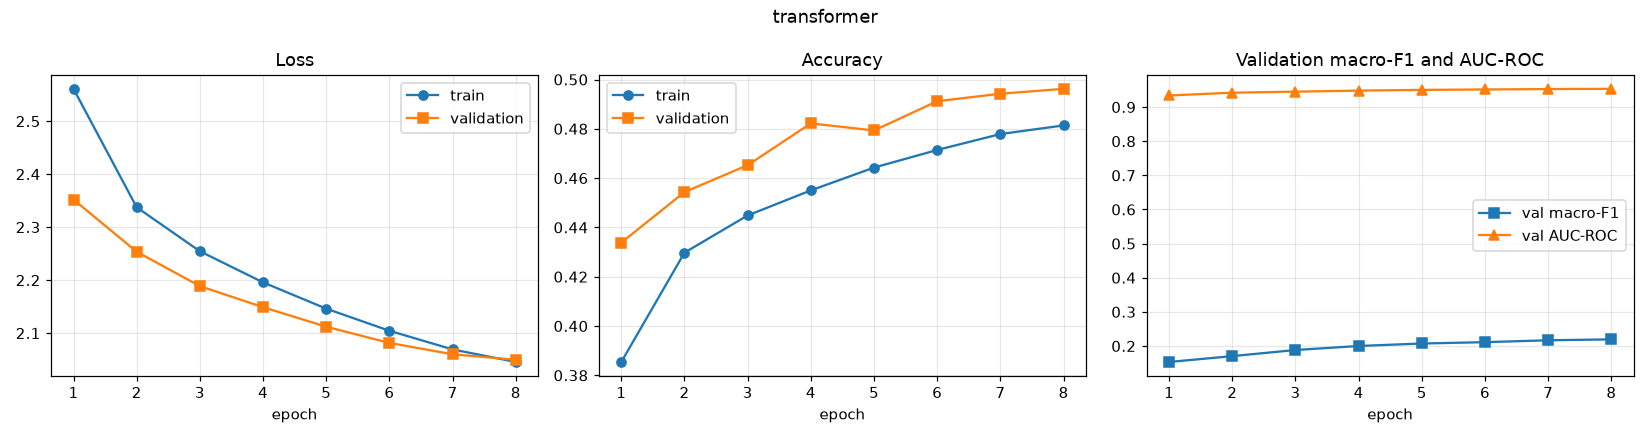 transformer
Loss
train
validation
2.5
2.4
2.3
2.2
2.1
1 2 3 4 5 6 7 8
epoch
Accuracy
train
validation
0.50
0.48
0.46
0.44
0.42
0.40
0.38
1 2 3 4 5 6 7 8
epoch
Validation macro-F1 and AUC-ROC
0.9
0.8
0.7
0.6
0.5
0.4
0.3
0.2
val macro-F1
val AUC-ROC
1 2 3 4 5 6 7 8
epoch